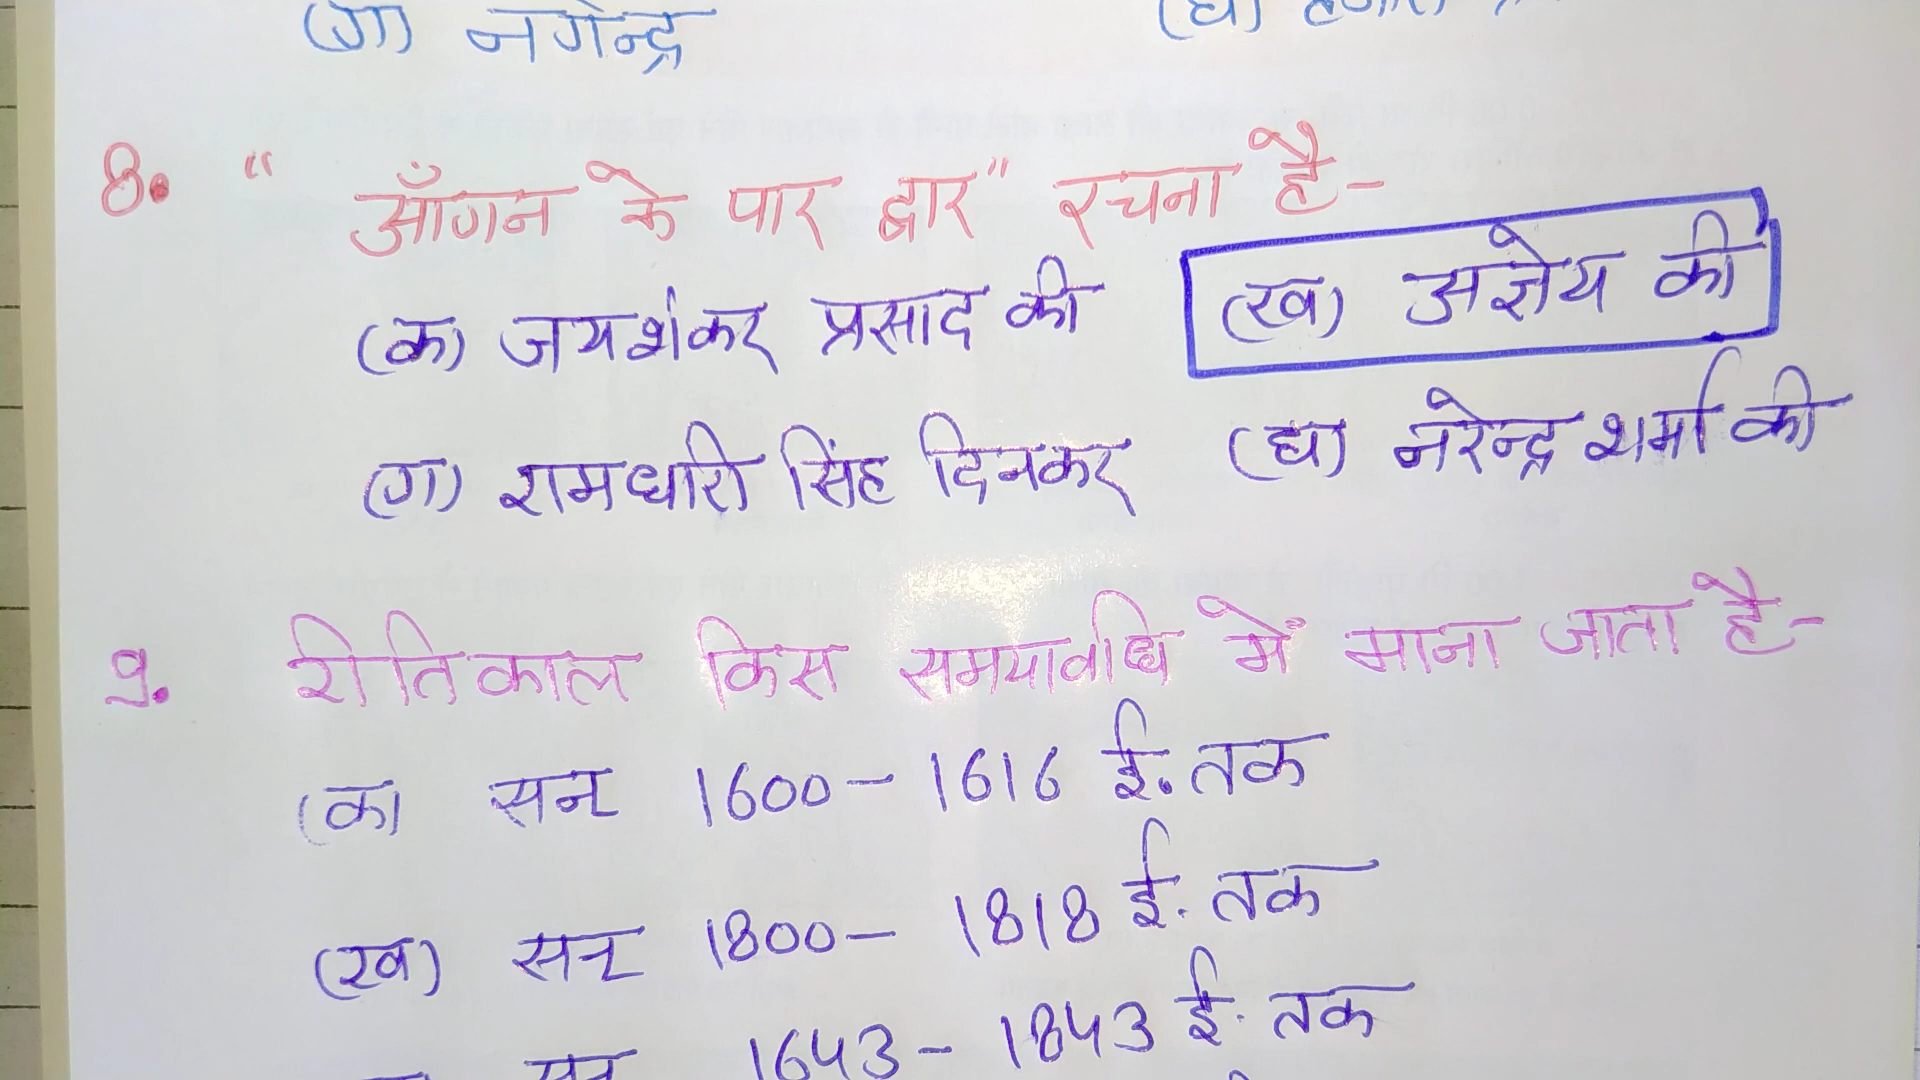 (ग) नगेन्द्र (घ)
8. "आँगन के पार द्वार" रचना है-
(क) जयशंकर प्रसाद की (ख) अज्ञेय की
(ग) रामधारी सिंह दिनकर (घ) नरेन्द्र शर्मा की
9. रीतिकाल किस समयावधि में माना जाता है-
(क) सन् 1600 - 1616 ई. तक
(ख) सन् 1800 - 1818 ई. तक
सन् 1643 - 1843 ई. तक